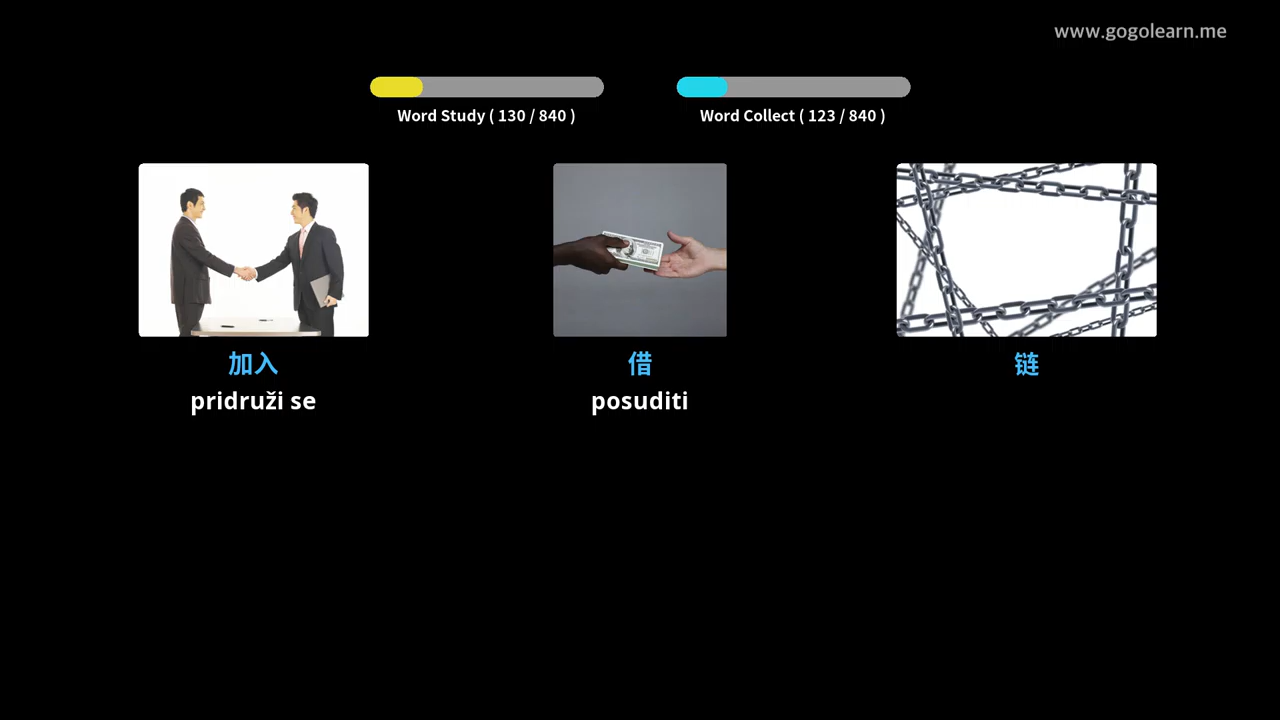 www.gogolearn.me
Word Study ( 130 / 840 )
Word Collect ( 123 / 840 )
加入
pridruži se
借
posuditi
链